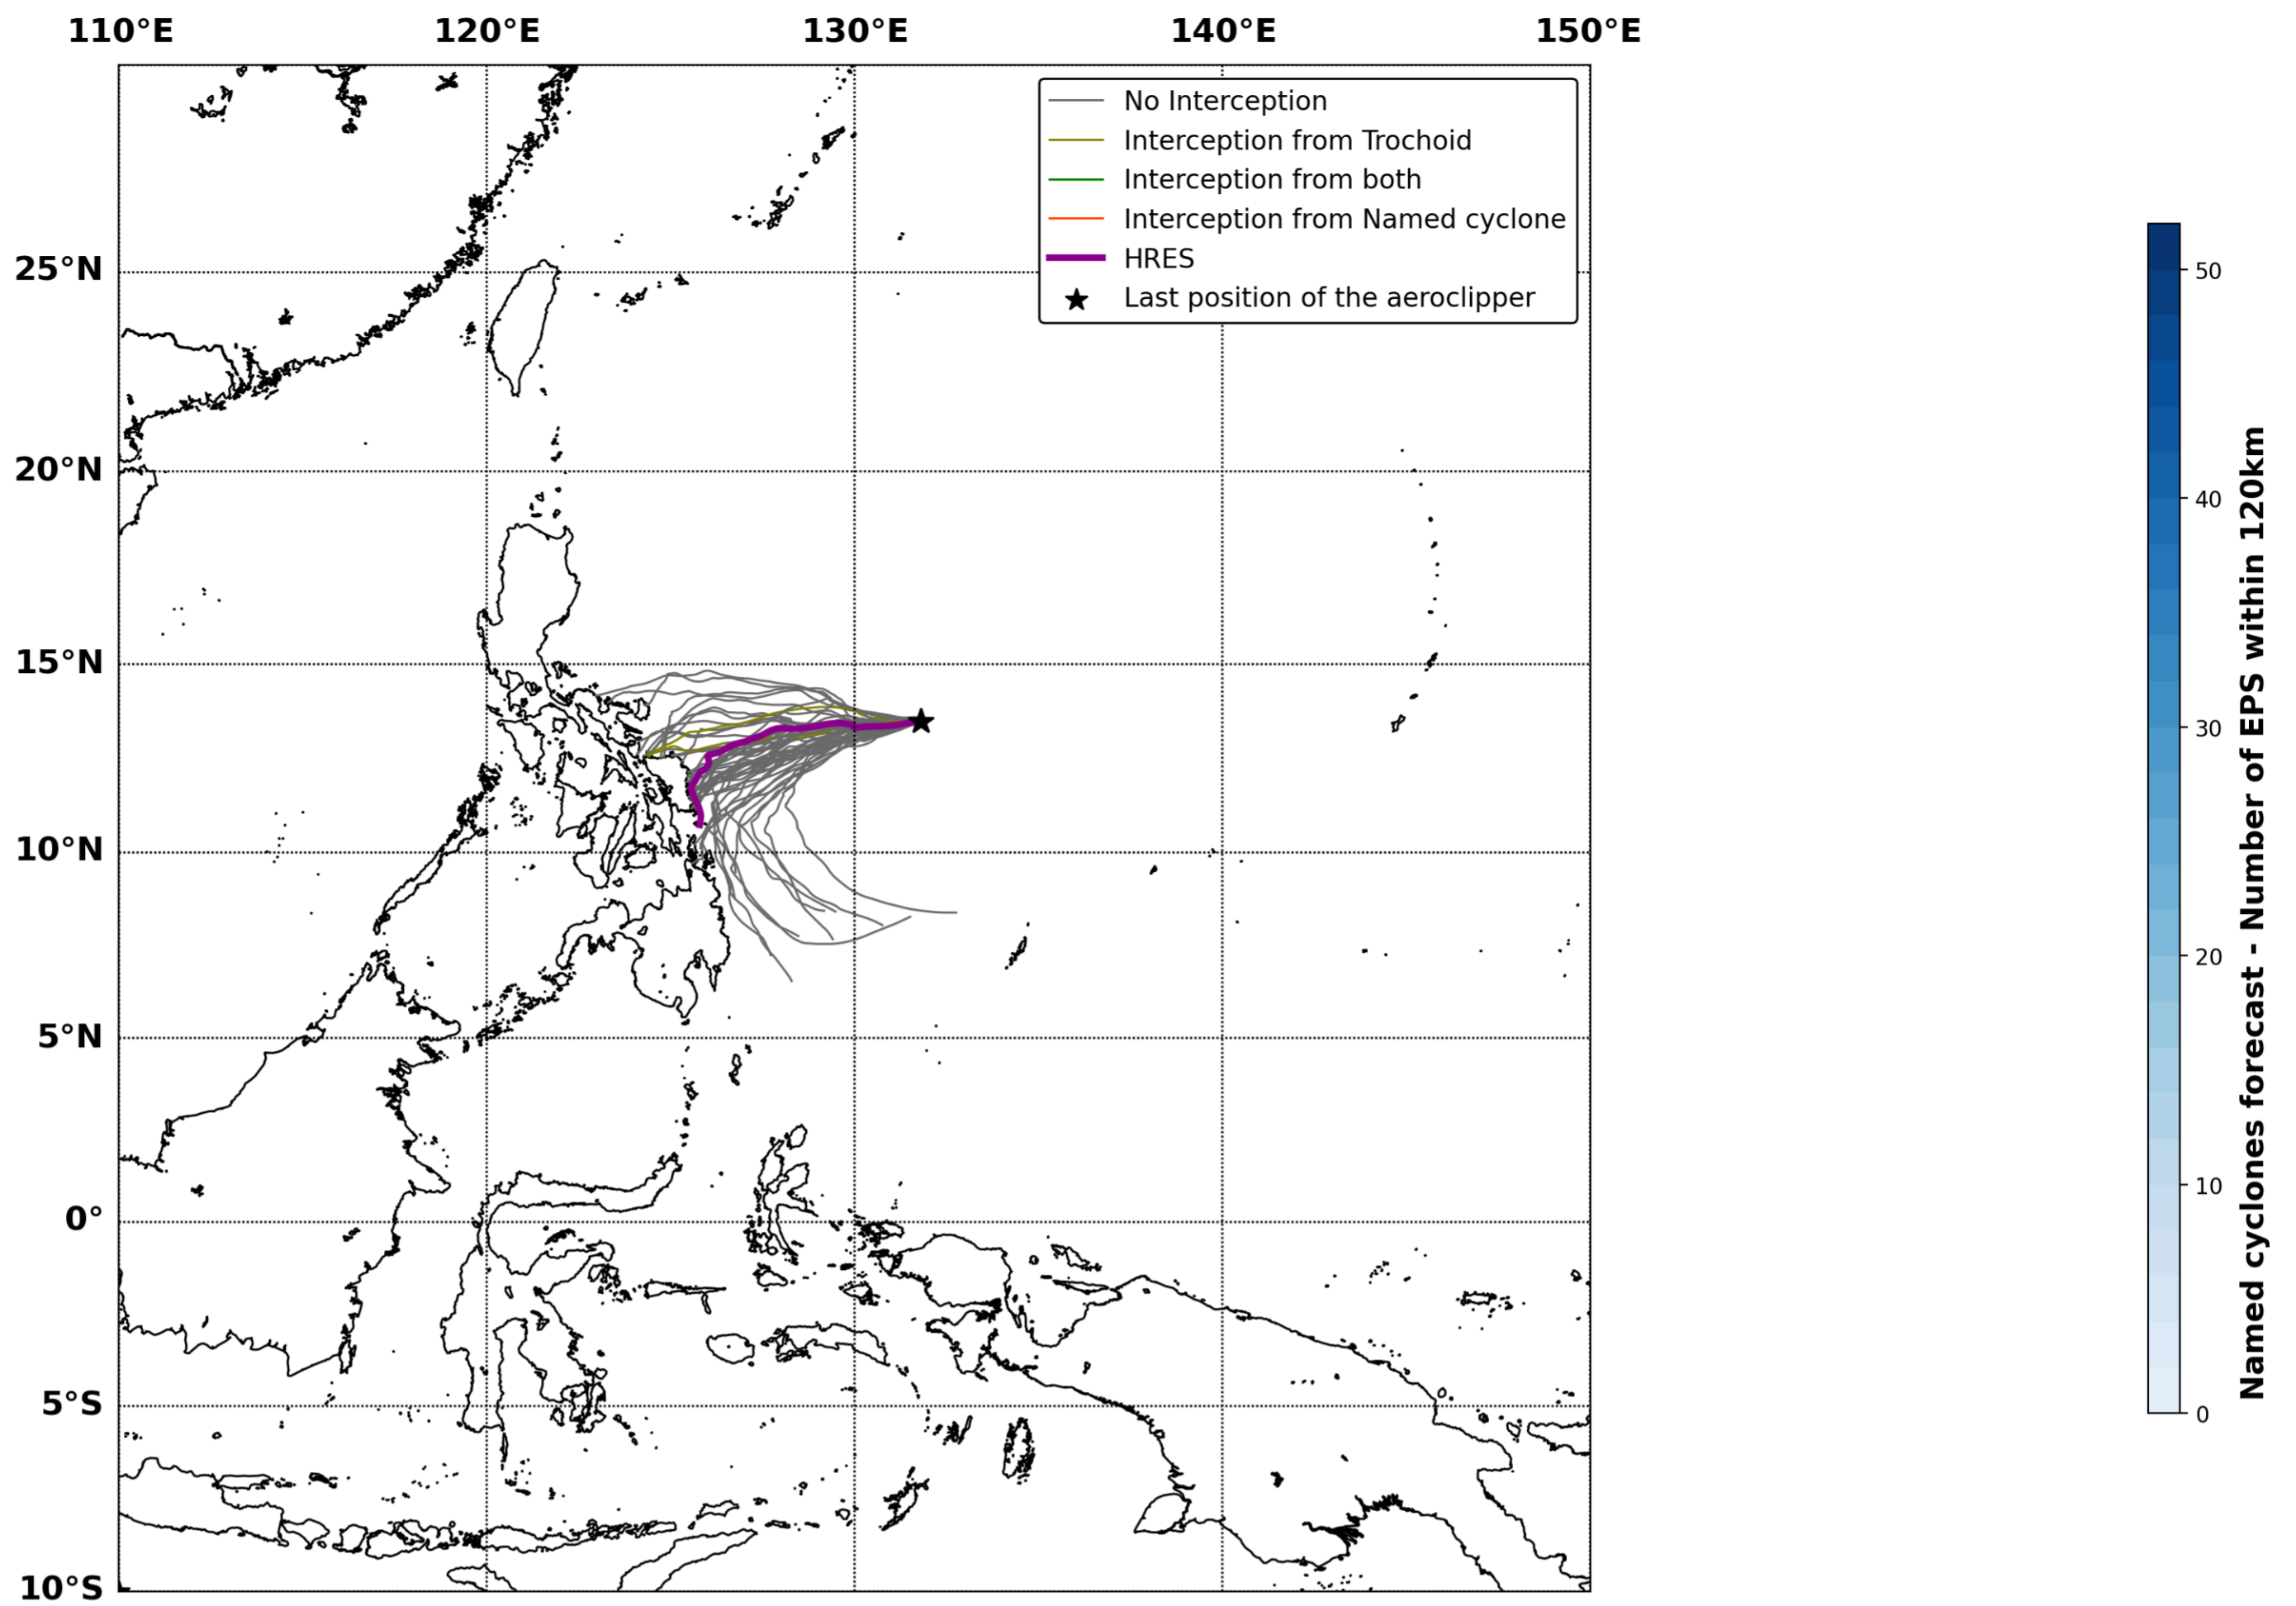 110°E 120°E 130°E 140°E 150°E
No Interception
Interception from Trochoid
Interception from both
Interception from Named cyclone
HRES
Last position of the aeroclipper
25°N
20°N
15°N
10°N
5°N
0°
5°S
10°S
50
40
30
20
10
0
Named cyclones forecast - Number of EPS within 120km